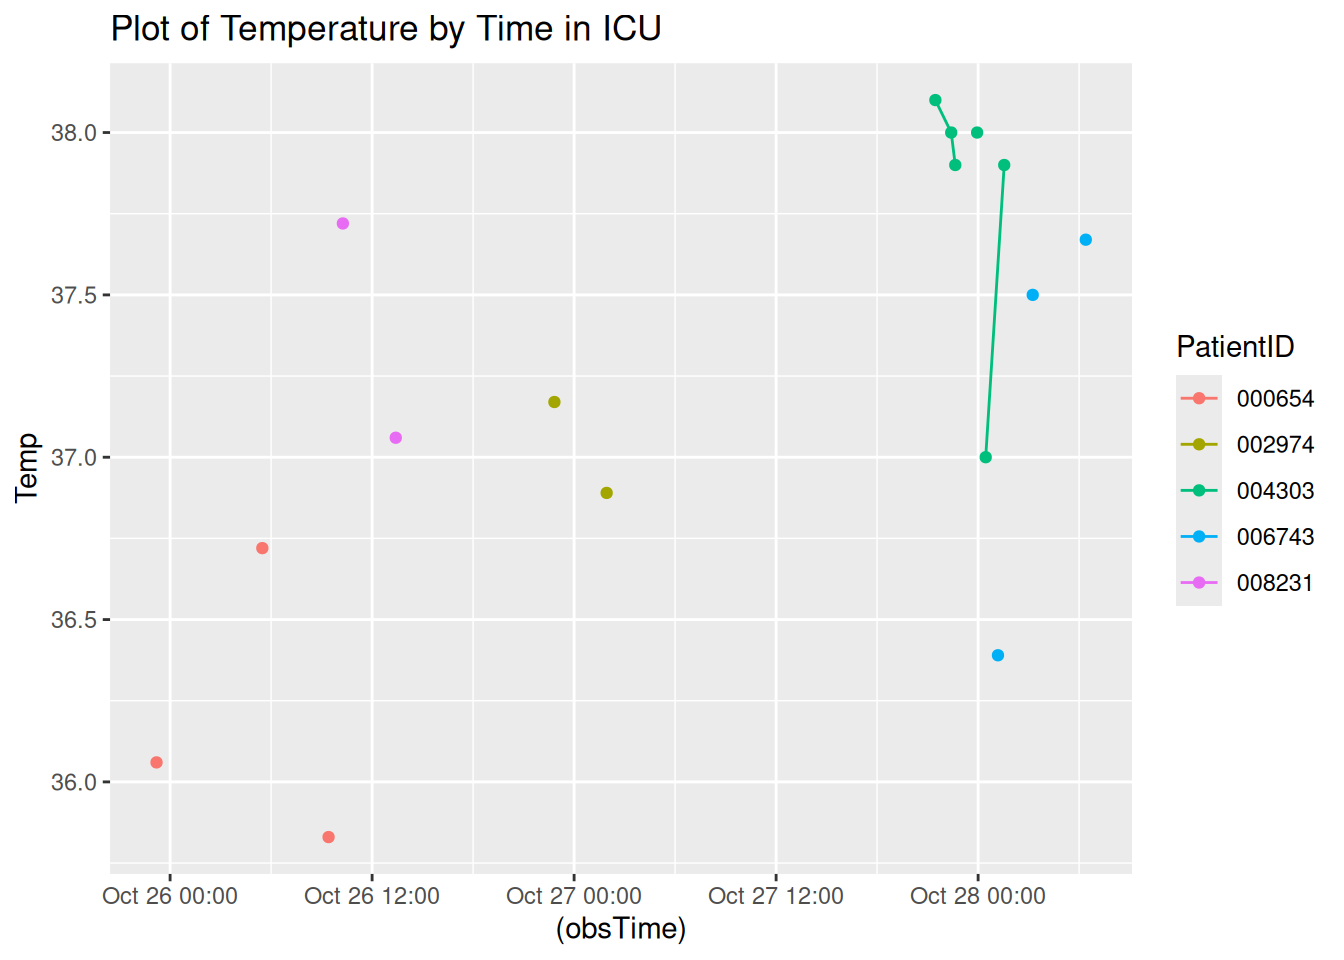 Plot of Temperature by Time in ICU
38.0
37.5
37.0
36.5
36.0
Temp
Oct 26 00:00
Oct 26 12:00
Oct 27 00:00
Oct 27 12:00
Oct 28 00:00
(obsTime)
PatientID
000654
002974
004303
006743
008231